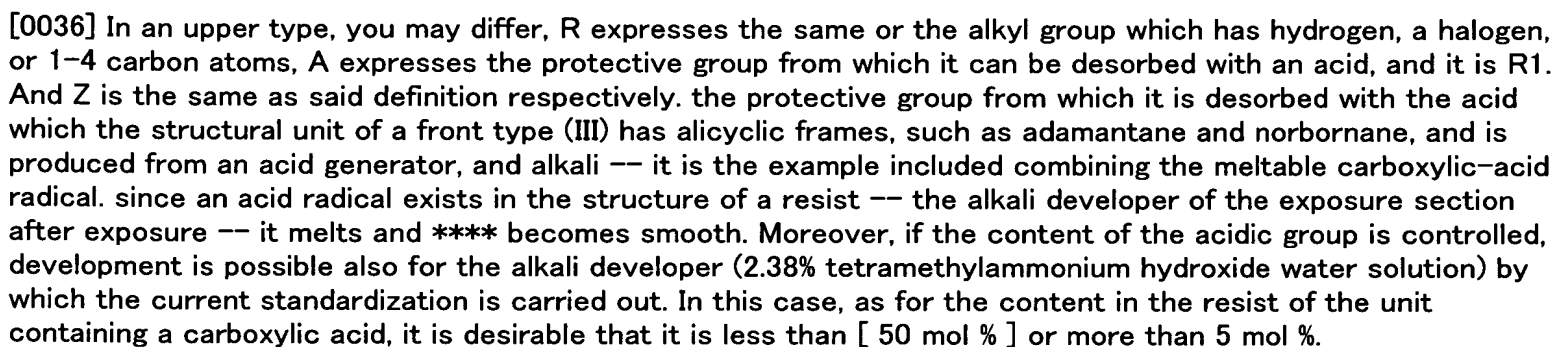 [0036] In an upper type, you may differ, R expresses the same or the alkyl group which has hydrogen, a halogen,
or 1-4 carbon atoms, A expresses the protective group from which it can be desorbed with an acid, and it is R1.
And Z is the same as said definition respectively. the protective group from which it is desorbed with the acid
which the structural unit of a front type (III) has alicyclic frames, such as adamantane and norbornane, and is
produced from an acid generator, and alkali -- it is the example included combining the meltable carboxylic-acid
radical. since an acid radical exists in the structure of a resist -- the alkali developer of the exposure section
after exposure -- it melts and **** becomes smooth. Moreover, if the content of the acidic group is controlled,
development is possible also for the alkali developer (2.38% tetramethylammonium hydroxide water solution) by
which the current standardization is carried out. In this case, as for the content in the resist of the unit
containing a carboxylic acid, it is desirable that it is less than [ 50 mol % ] or more than 5 mol %.